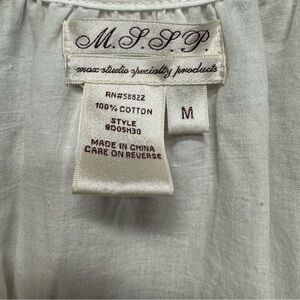 M.S.S.P.
max studio specialty products
RN#58822
100% COTTON
STYLE
9D05H30
MADE IN CHINA
CARE ON REVERSE
M